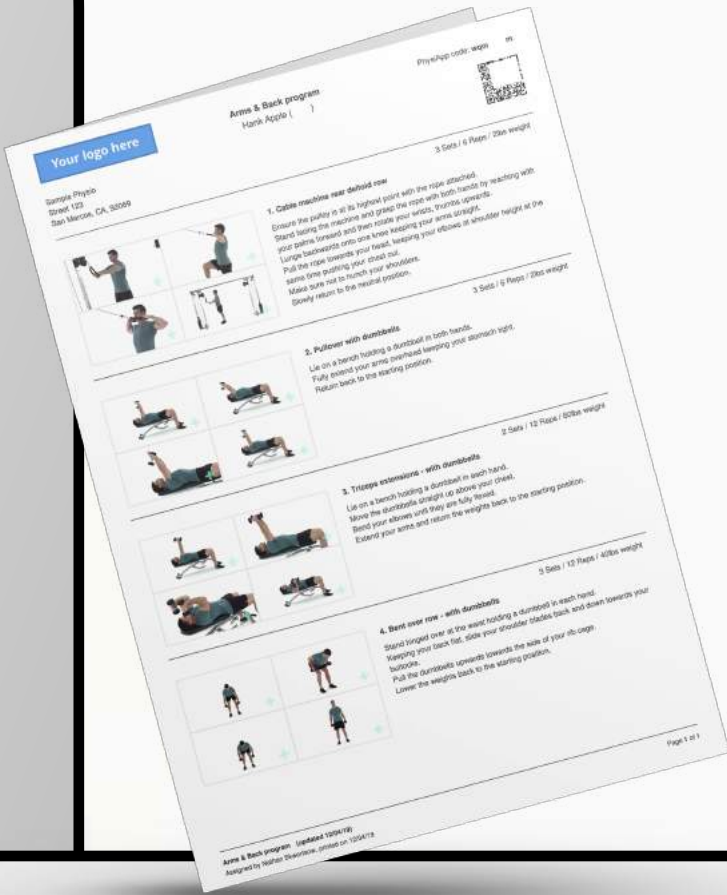 PhysiApp code:
Arms & Back program
Hank Apple ( )
Your logo here
Sample Physio
Street 123
San Marcos, CA, 92069
3 Sets / 6 Reps / 2lbs weight
1. Cable machine rear deltoid row
Ensure the pulley is at its highest point with the rope attached.
Stand facing the machine and grasp the rope with both hands by reaching with
your palms forward and then rotate your wrists, thumbs upwards.
Lunge backwards onto one knee keeping your arms straight.
Pull the rope towards your head, keeping your elbows at shoulder height at the
same time pushing your chest out.
Make sure not to hunch your shoulders.
Slowly return to the neutral position.
3 Sets / 6 Reps / 2lbs weight
2. Pullover with dumbbells
Lie on a bench holding a dumbbell in both hands.
Fully extend your arms overhead keeping your stomach tight.
Return back to the starting position.
2 Sets / 12 Reps / 60lbs weight
3. Triceps extensions - with dumbbells
Lie on a bench holding a dumbbell in each hand.
Move the dumbbells straight up above your chest.
Bend your elbows until they are fully flexed.
Extend your arms and return the weights back to the starting position.
3 Sets / 12 Reps / 40lbs weight
4. Bent over row - with dumbbells
Stand hinged over at the waist holding a dumbbell in each hand.
Keeping your back flat, slide your shoulder blades back and down towards your
buttocks.
Pull the dumbbells upwards towards the side of your rib cage.
Lower the weights back to the starting position.
Page 1 of 1
Arms & Back program (updated 10/04/19)
Assigned by printed on 10/04/19